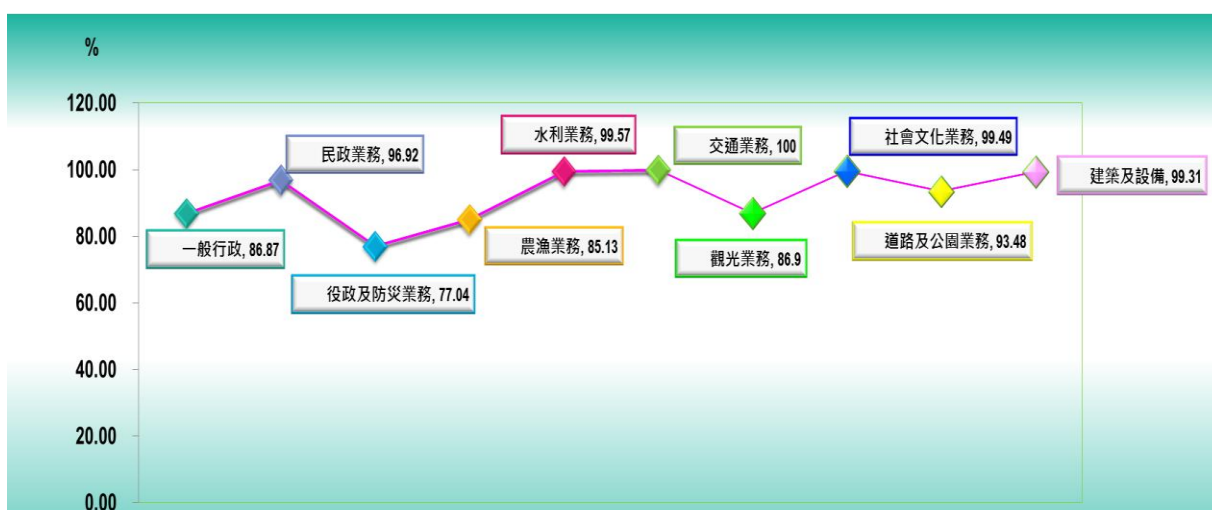 %
120.00
100.00
80.00
60.00
40.00
20.00
0.00
一般行政, 86.87
民政業務, 96.92
役政及防災業務, 77.04
農漁業務, 85.13
水利業務, 99.57
交通業務, 100
觀光業務, 86.9
社會文化業務, 99.49
道路及公園業務, 93.48
建築及設備, 99.31